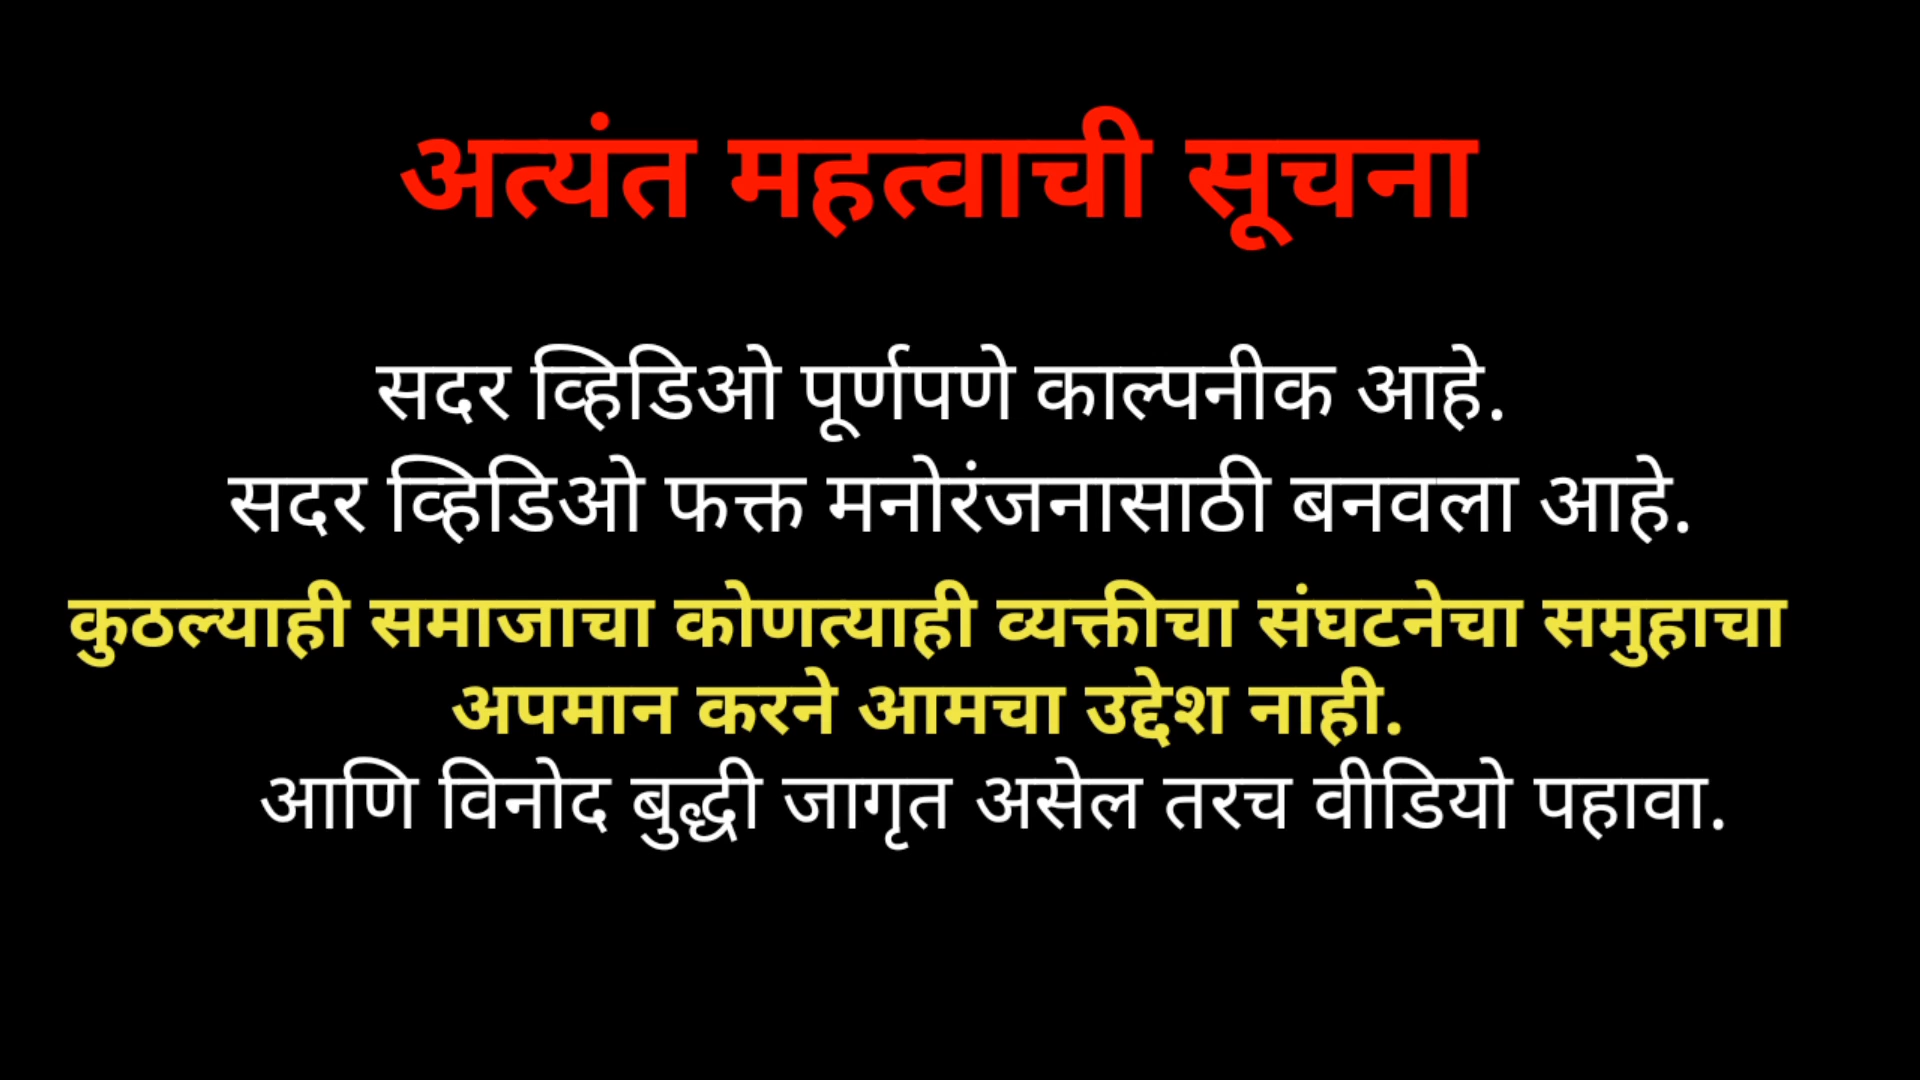 अत्यंत महत्वाची सूचना
सदर व्हिडिओ पूर्णपणे काल्पनीक आहे.
सदर व्हिडिओ फक्त मनोरंजनासाठी बनवला आहे.
कुठल्याही समाजाचा कोणत्याही व्यक्तीचा संघटनेचा समुहाचा
अपमान करने आमचा उद्देश नाही.
आणि विनोद बुद्धी जागृत असेल तरच वीडियो पहावा.